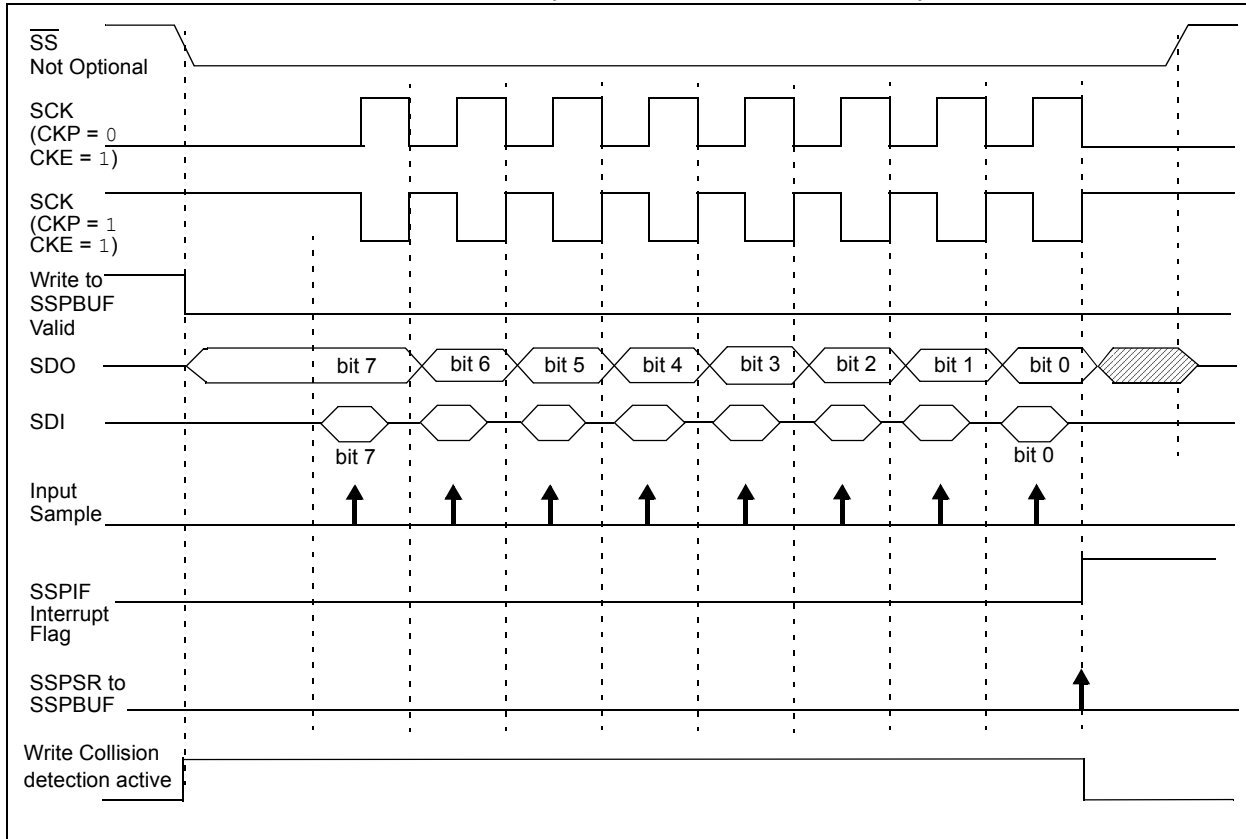 SS
Not Optional
SCK
(CKP = 0
CKE = 1)
SCK
(CKP = 1
CKE = 1)
Write to
SSPBUF
Valid
SDO
bit 7 bit 6 bit 5 bit 4 bit 3 bit 2 bit 1 bit 0
SDI
bit 7 bit 0
Input
Sample
SSPIF
Interrupt
Flag
SSPSR to
SSPBUF
Write Collision
detection active